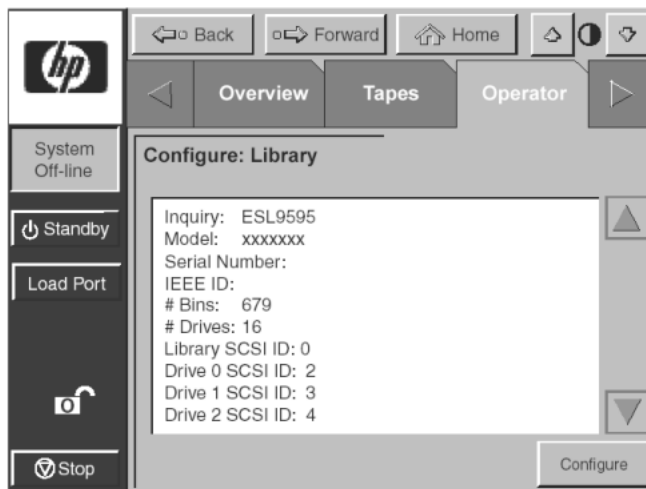 hp
Back
Forward
Home
Overview
Tapes
Operator
System
Off-line
Standby
Load Port
Stop
Configure: Library
Inquiry: ESL9595
Model: xxxxxxx
Serial Number:
IEEE ID:
# Bins: 679
# Drives: 16
Library SCSI ID: 0
Drive 0 SCSI ID: 2
Drive 1 SCSI ID: 3
Drive 2 SCSI ID: 4
Configure